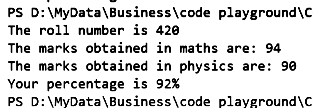 PS D:\MyData\Business\code playground\C
The roll number is 420
The marks obtained in maths are: 94
The marks obtained in physics are: 90
Your percentage is 92%
PS D:\MyData\Business\code playground\C